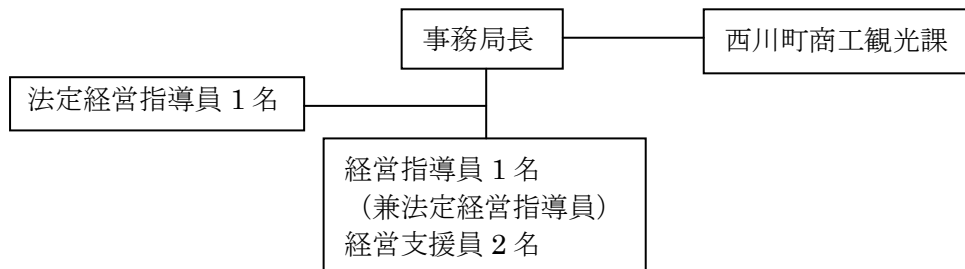 事務局長
西川町商工観光課
法定経営指導員 1 名
経営指導員 1 名
（兼法定経営指導員）
経営支援員 2 名